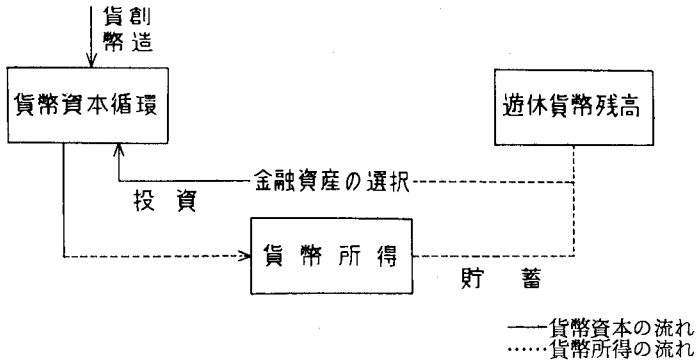 貨幣
創造
貨幣資本循環
遊休貨幣残高
金融資産の選択
投資
貨幣所得
貯蓄
——貨幣資本の流れ
……貨幣所得の流れ